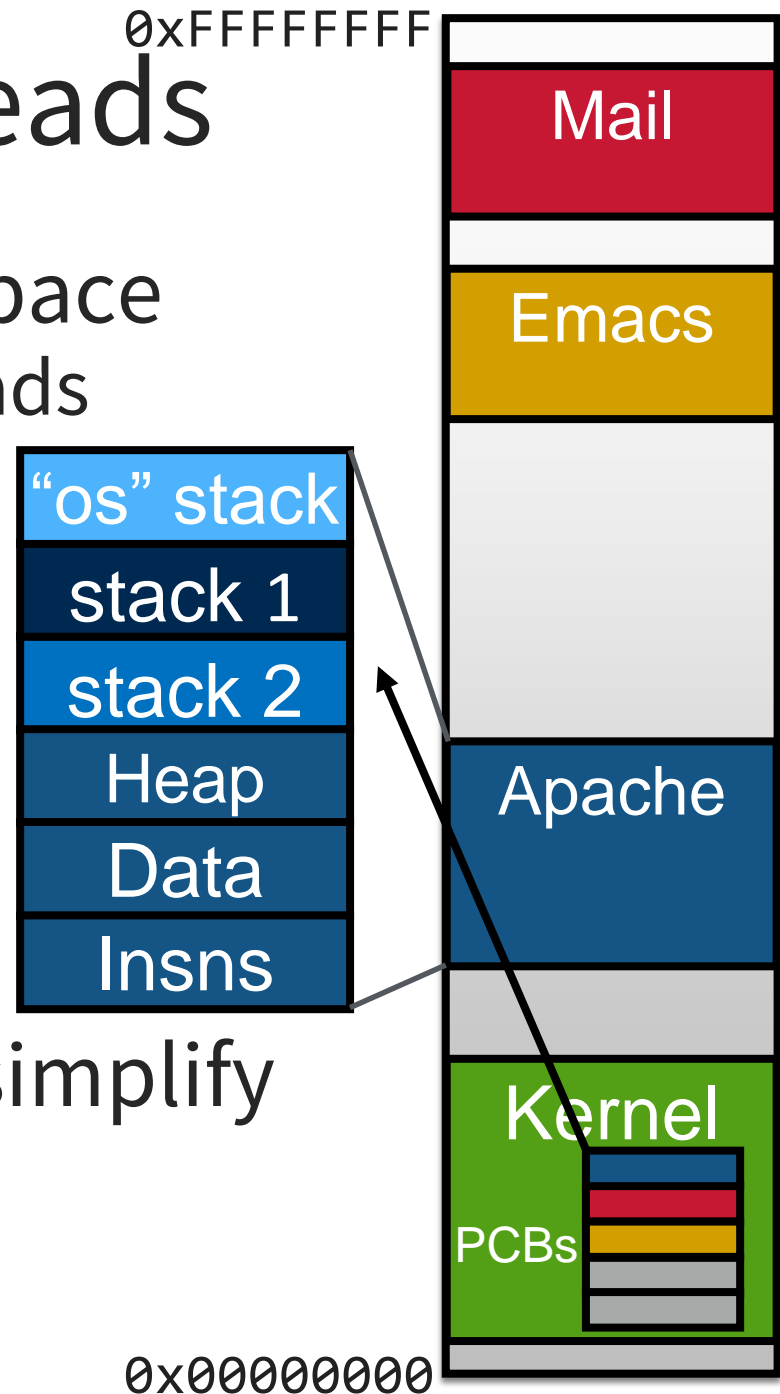 0xFFFFFFFF
eads
pace
nds
“os” stack
stack 1
stack 2
Heap
Data
Insns
simplify
Mail
Emacs
Apache
Kernel
PCBs
0x00000000